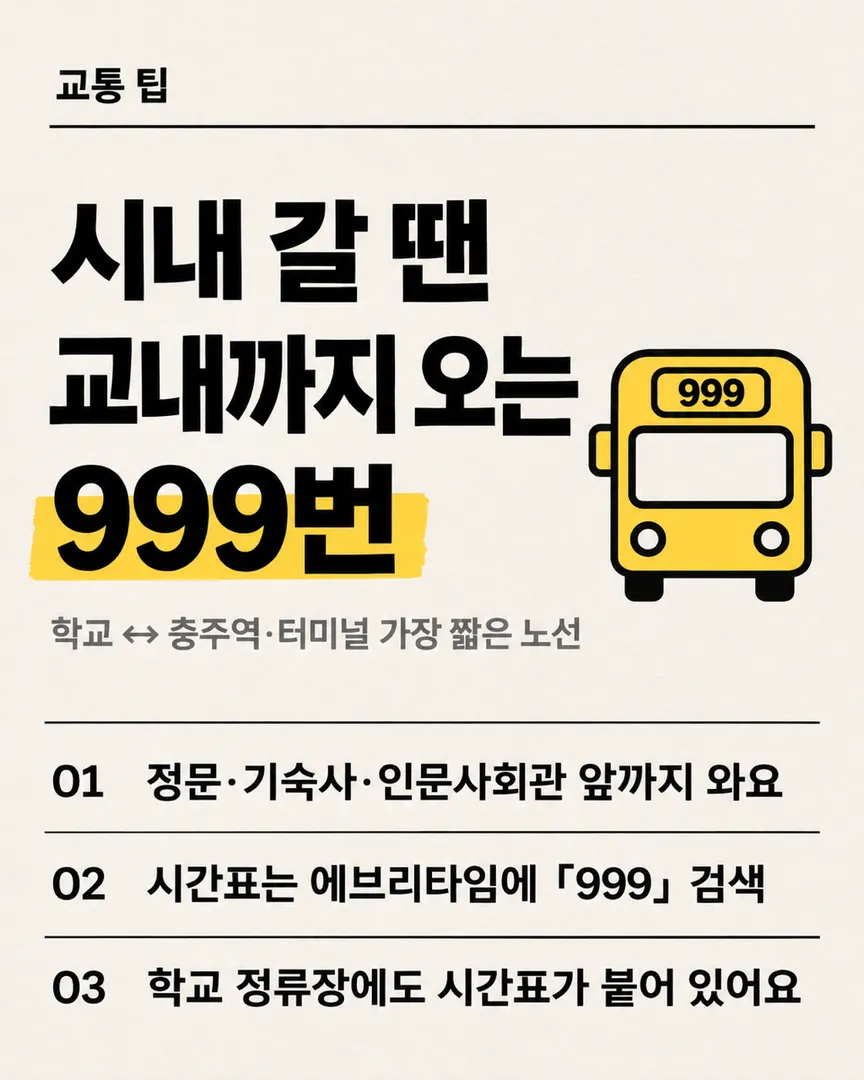 교통 팁
시내 갈 땐
교내까지 오는
999
999번
학교 ↔ 충주역·터미널 가장 짧은 노선
01 정문·기숙사·인문사회관 앞까지 와요
02 시간표는 에브리타임에 「999」 검색
03 학교 정류장에도 시간표가 붙어 있어요